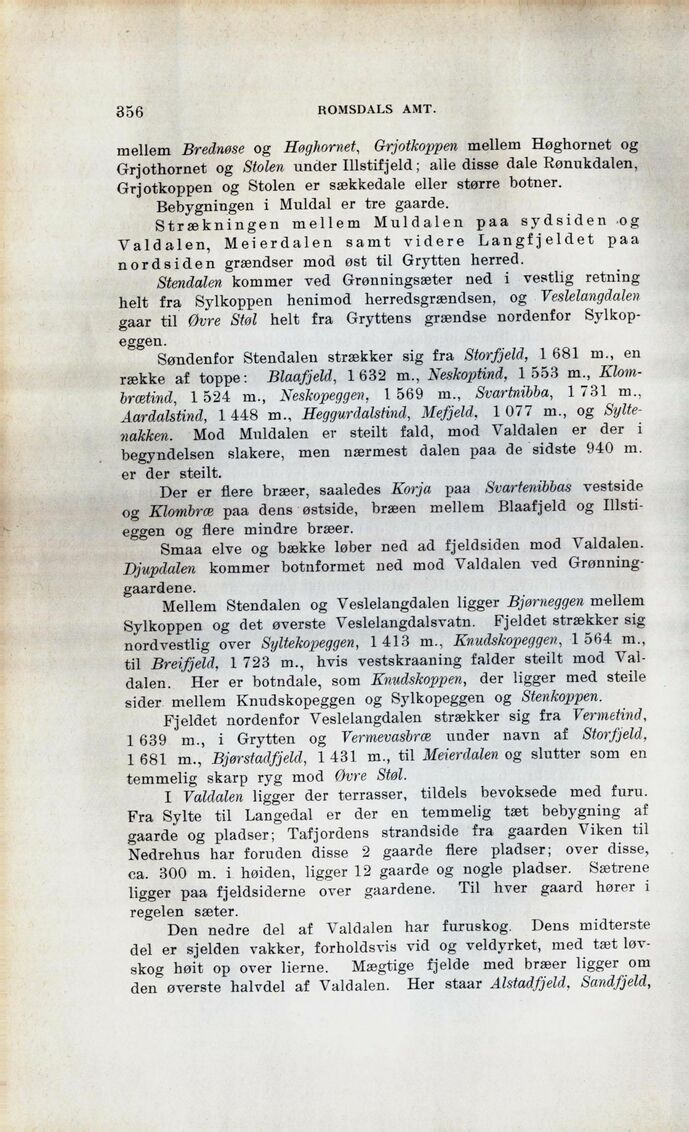 356
ROMSDALS AMT.
mellem Brednøse og Høghornet, Grjotkoppen mellem Høghornet og
Grjothornet og Stolen under Illstifjeld; alle disse dale Rønukdalen,
Grjotkoppen og Stolen er sækkedale eller større botner.
Bebygningen i Muldal er tre gaarde.
Strækningen mellem Muldalen paa sydsiden og
Valdalen, Meierdalen samt videre Langfjeldet paa
nordsiden grændser mod øst til Grytten herred.
Stendalen kommer ved Grønningsæter ned i vestlig retning
helt fra Sylkoppen henimod herredsgrændsen, og Veslelangdalen
gaar til Øvre Støl helt fra Gryttens grændse nordenfor Sylkop-
eggen.
Søndenfor Stendalen strækker sig fra Storfjeld, 1 681 m., en
række af toppe: Blaafjeld, 1 632 m., Neskoptind, 1 553 m., Klom-
brætind, 1 524 m., Neskopeggen, 1 569 m., Svartnibba, 1 731 m.,
Aardalstind, 1 448 m., Heggurdalstind, Mefjeld, 1 077 m., og Sylte-
nakken. Mod Muldalen er steilt fald, mod Valdalen er der i
begyndelsen slakere, men nærmest dalen paa de sidste 940 m.
er der steilt.
Der er flere bræer, saaledes Korja paa Svartenibbas vestside
og Klombræ paa dens østside, bræen mellem Blaafjeld og Illsti-
eggen og flere mindre bræer.
Smaa elve og bække løber ned ad fjeldsiden mod Valdalen.
Djupdalen kommer botnformet ned mod Valdalen ved Grønning-
gaardene.
Mellem Stendalen og Veslelangdalen ligger Bjørneggen mellem
Sylkoppen og det øverste Veslelangdalsvatn. Fjeldet strækker sig
nordvestlig over Syltekopeggen, 1 413 m., Knudskopeggen, 1 564 m.,
til Breifjeld, 1 723 m., hvis vestskraaning falder steilt mod Val-
dalen. Her er botndale, som Knudskoppen, der ligger med steile
sider mellem Knudskopeggen og Sylkopeggen og Stenkoppen.
Fjeldet nordenfor Veslelangdalen strækker sig fra Vermetind,
1 639 m., i Grytten og Vermevasbræ under navn af Storfjeld,
1 681 m., Bjørstadfjeld, 1 431 m., til Meierdalen og slutter som en
temmelig skarp ryg mod Øvre Støl.
I Valdalen ligger der terrasser, tildels bevoksede med furu.
Fra Sylte til Langedal er der en temmelig tæt bebygning af
gaarde og pladser; Tafjordens strandside fra gaarden Viken til
Nedrehus har foruden disse 2 gaarde flere pladser; over disse,
ca. 300 m. i høiden, ligger 12 gaarde og nogle pladser. Sætrene
ligger paa fjeldsiderne over gaardene. Til hver gaard hører i
regelen sæter.
Den nedre del af Valdalen har furuskog. Dens midterste
del er sjelden vakker, forholdsvis vid og veldyrket, med tæt løv-
skog høit op over lierne. Mægtige fjelde med bræer ligger om
den øverste halvdel af Valdalen. Her staar Alstadfjeld, Sandfjeld,